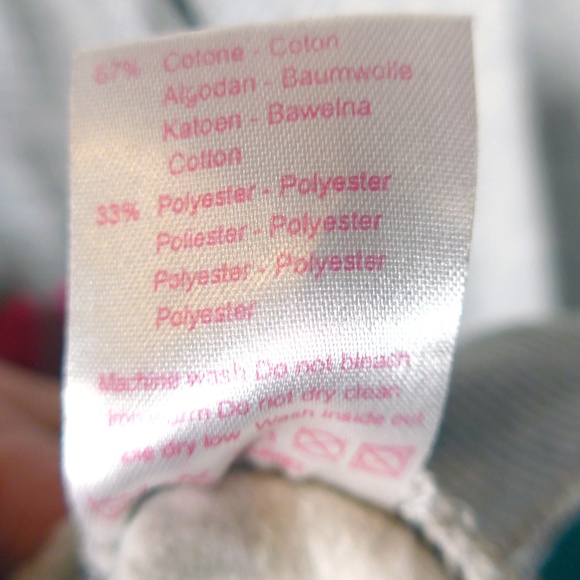 67% Cotone - Coton
Algodan - Baumwolle
Katoen - Bawelna
Cotton
33% Polyester - Polyester
Poliester - Polyester
Polyester - Polyester
Polyester
Machine wash Do not bleach
Do not dry clean
dry low Wash inside out